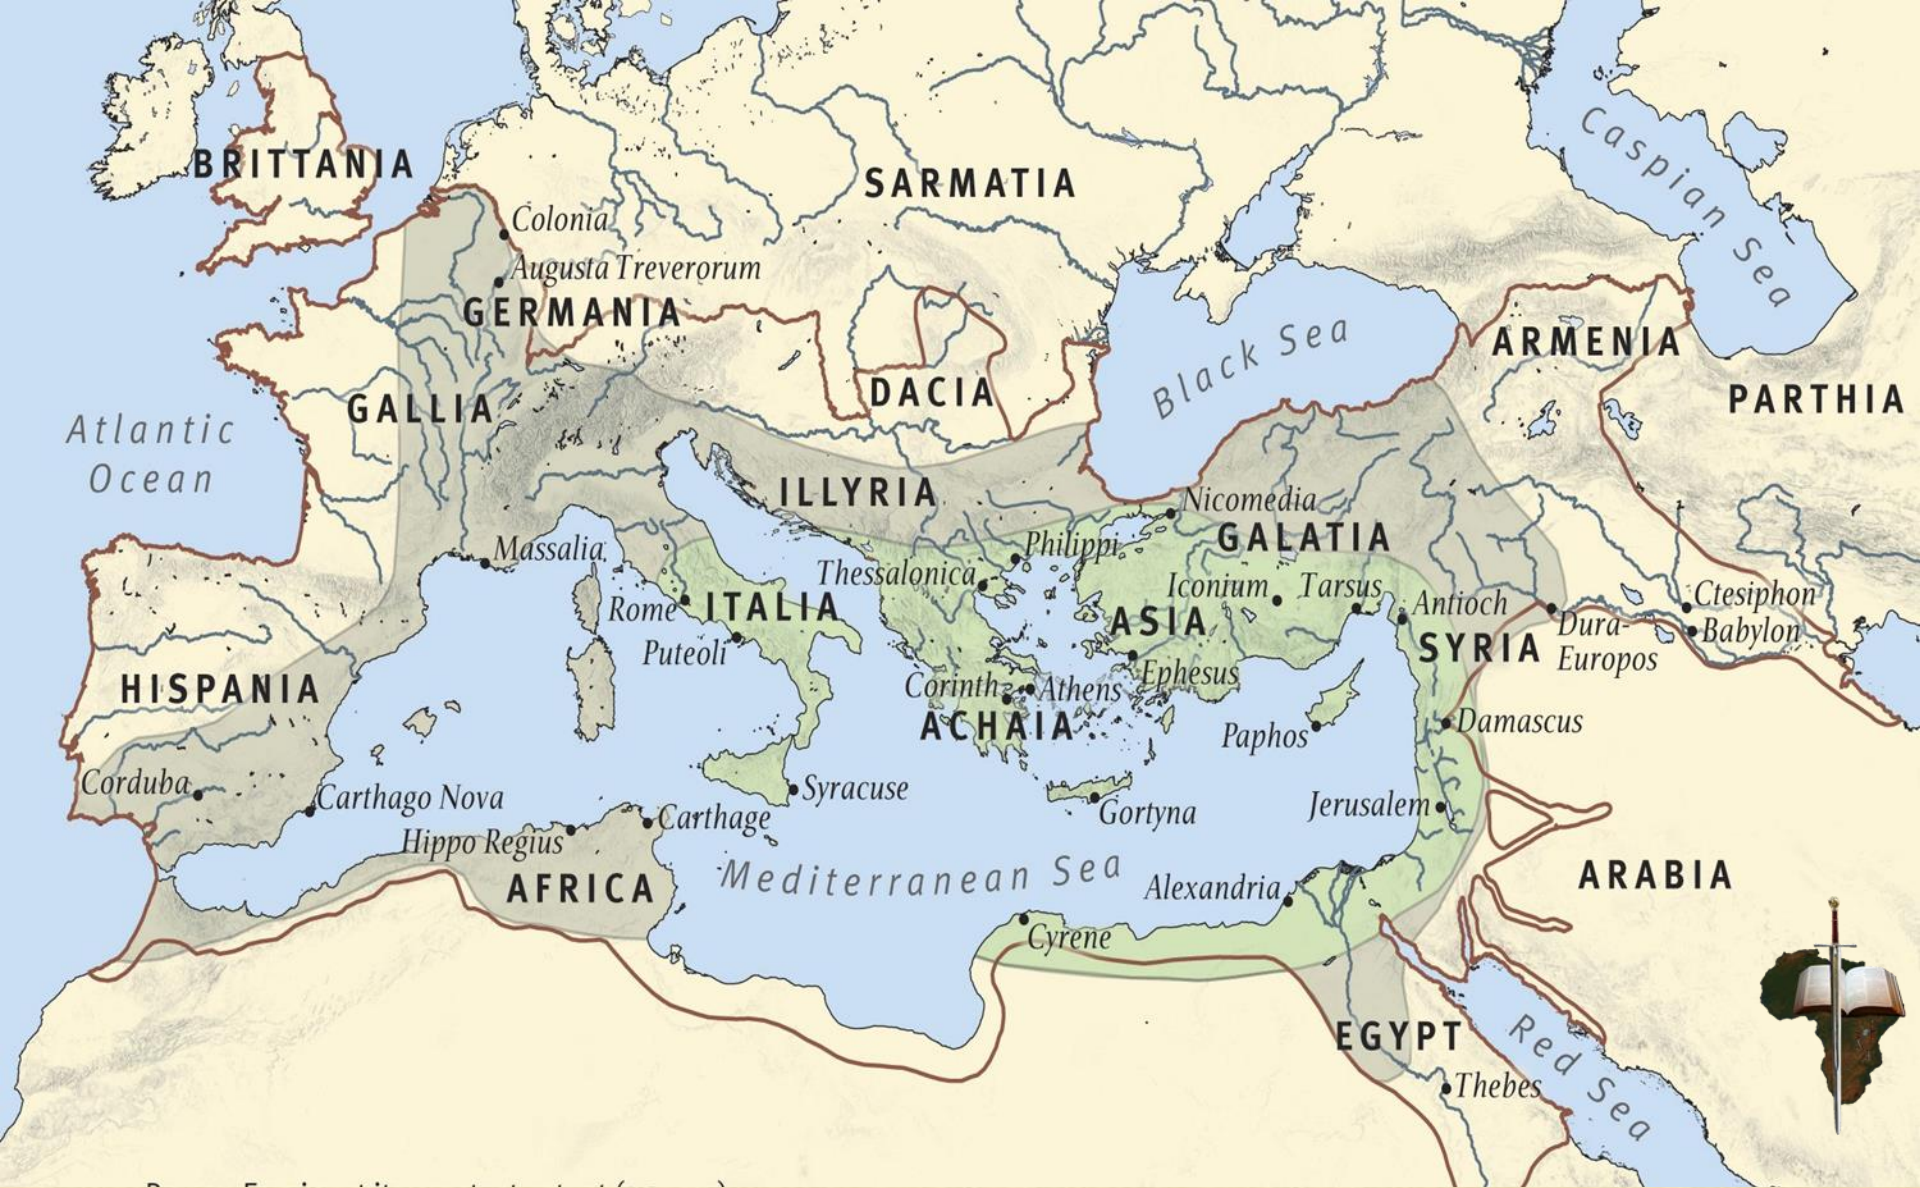 BRITTANIA
SARMATIA
Caspian Sea
Colonia
Augusta Treverorum
GERMANIA
Black Sea
ARMENIA
DACIA
PARTHIA
GALLIA
Atlantic
Ocean
ILLYRIA
Nicomedia
GALATIA
Massalia
Philippi
Thessalonica
Iconium
Tarsus
Antioch
Ctesiphon
Rome
ITALIA
ASIA
Dura-
Europos
Babylon
SYRIA
Puteoli
Ephesus
HISPANIA
Corinth
Athens
ACHAIA
Paphos
Damascus
Corduba
Carthago Nova
Syracuse
Gortyna
Jerusalem
Hippo Regius
Carthage
AFRICA
Mediterranean Sea
Alexandria
ARABIA
Cyrene
EGYPT
Red Sea
Thebes